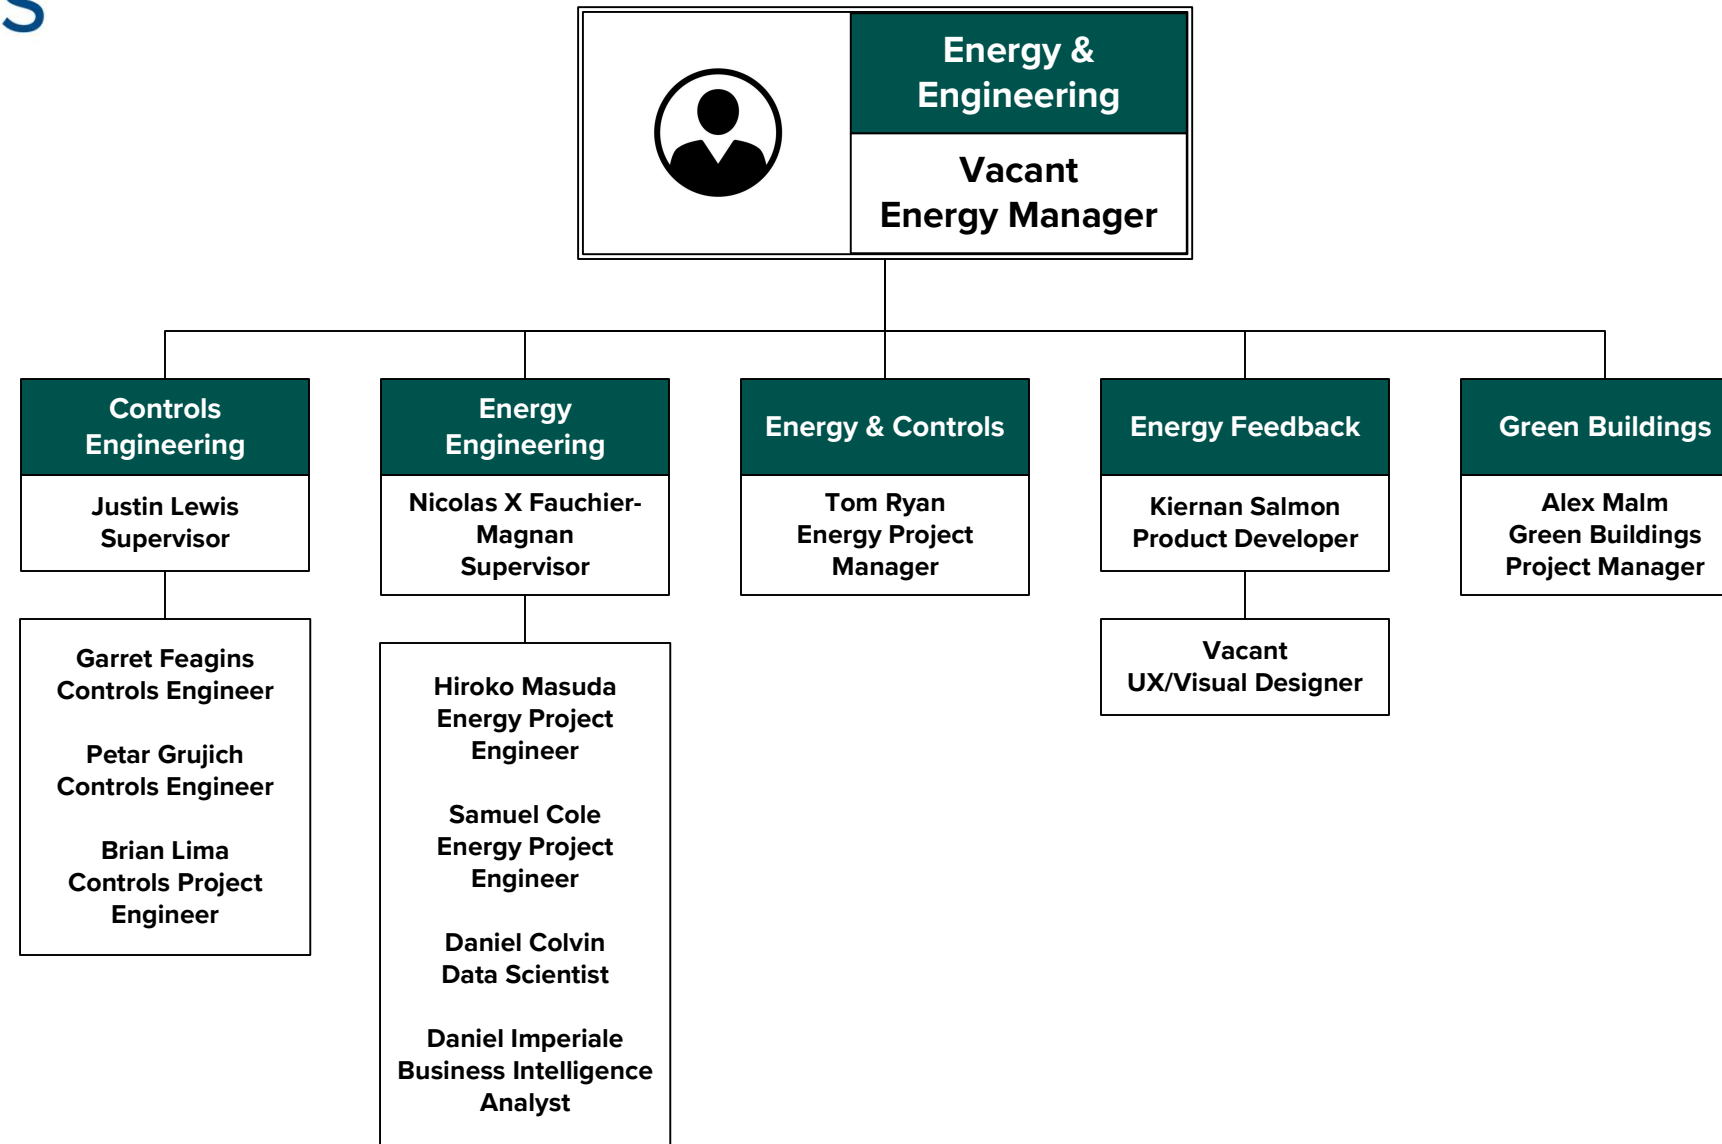 s
Energy &
Engineering
Vacant
Energy Manager
Controls
Engineering
Justin Lewis
Supervisor
Garret Feagins
Controls Engineer
Petar Grujich
Controls Engineer
Brian Lima
Controls Project
Engineer
Energy
Engineering
Nicolas X Fauchier-
Magnan
Supervisor
Hiroko Masuda
Energy Project
Engineer
Samuel Cole
Energy Project
Engineer
Daniel Colvin
Data Scientist
Daniel Imperiale
Business Intelligence
Analyst
Energy & Controls
Tom Ryan
Energy Project
Manager
Energy Feedback
Kiernan Salmon
Product Developer
Vacant
UX/Visual Designer
Green Buildings
Alex Malm
Green Buildings
Project Manager